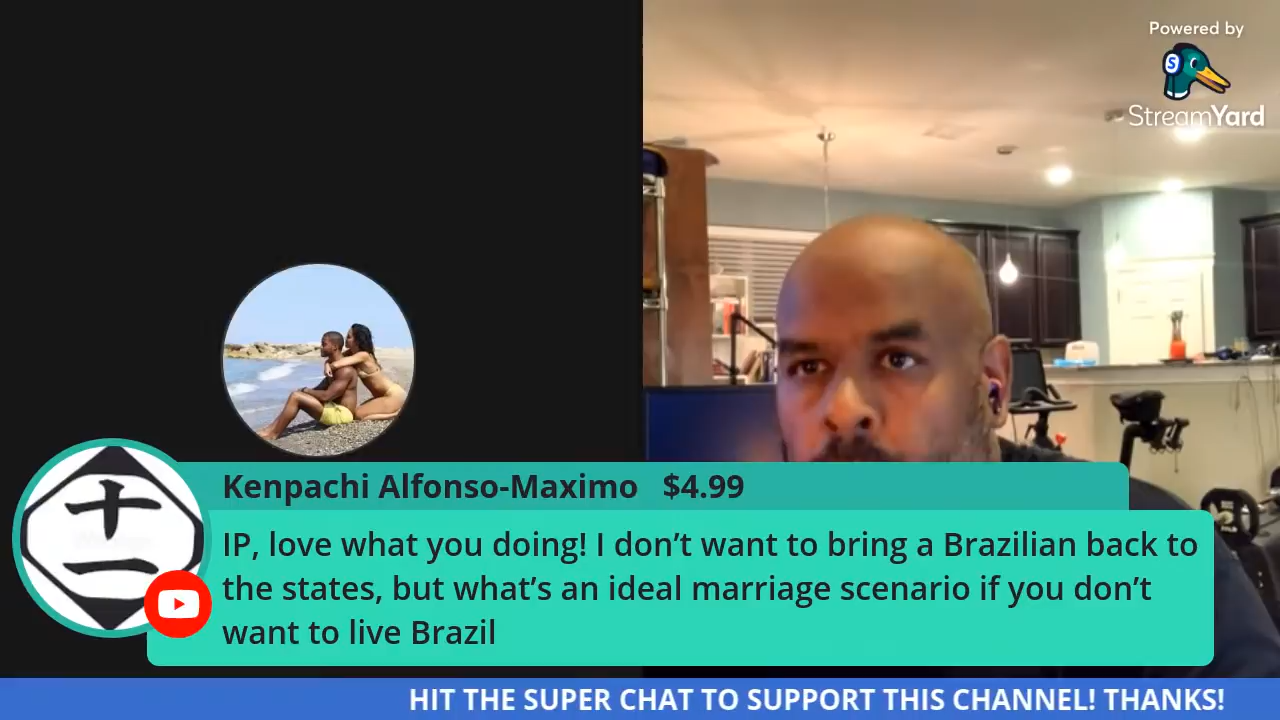 Powered by
StreamYard
Kenpachi Alfonso-Maximo $4.99
IP, love what you doing! I don’t want to bring a Brazilian back to
the states, but what’s an ideal marriage scenario if you don’t
want to live Brazil
十
一
S
HIT THE SUPER CHAT TO SUPPORT THIS CHANNEL! THANKS!